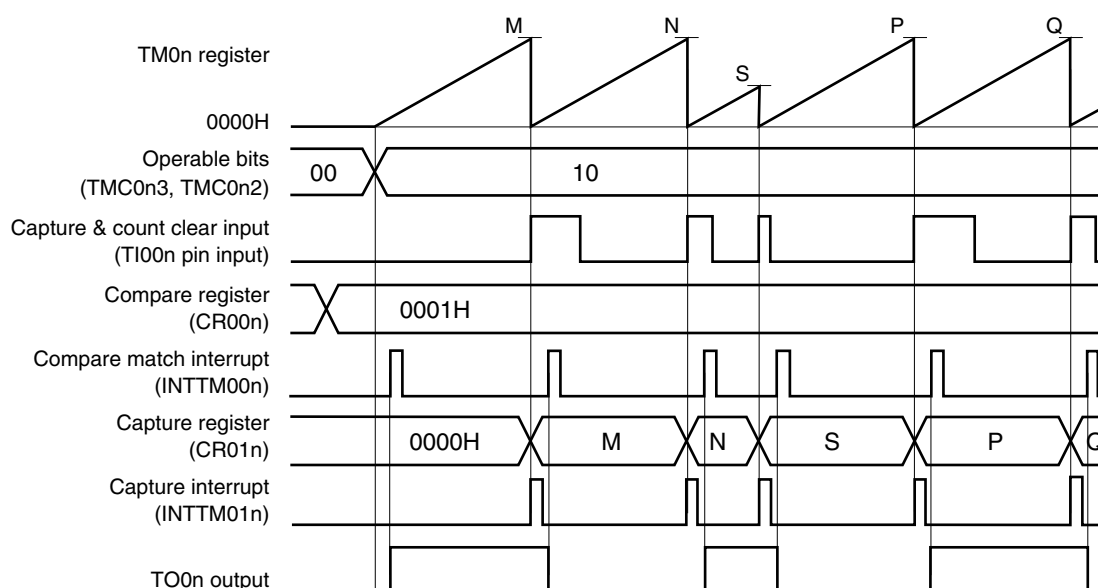 M N S P Q
TM0n register
0000H
Operable bits
(TMC0n3, TMC0n2)
00 10
Capture & count clear input
(TI00n pin input)
Compare register
(CR00n)
0001H
Compare match interrupt
(INTTM00n)
Capture register
(CR01n)
0000H M N S P Q
Capture interrupt
(INTTM01n)
TO0n output